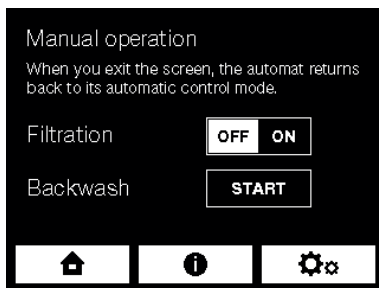 Manual operation
When you exit the screen, the automat returns
back to its automatic control mode.
Filtration OFF ON
Backwash START